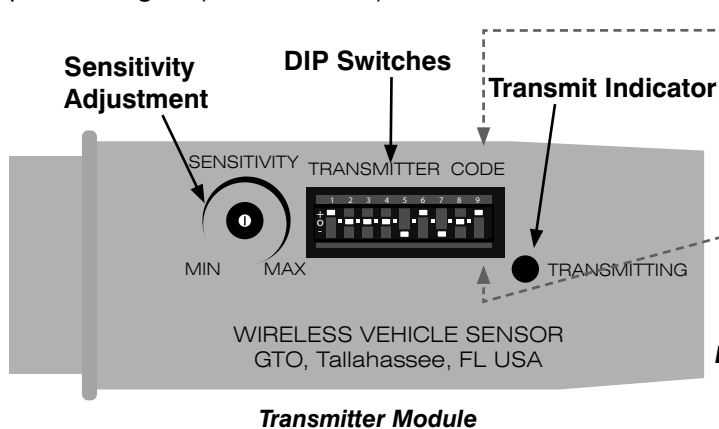 Sensitivity
Adjustment
DIP Switches
Transmit Indicator
SENSITIVITY
TRANSMITTER CODE
1 2 3 4 5 6 7 8 9
+
o
-
MIN
MAX
TRANSMITTING
WIRELESS VEHICLE SENSOR
GTO, Tallahassee, FL USA
Transmitter Module